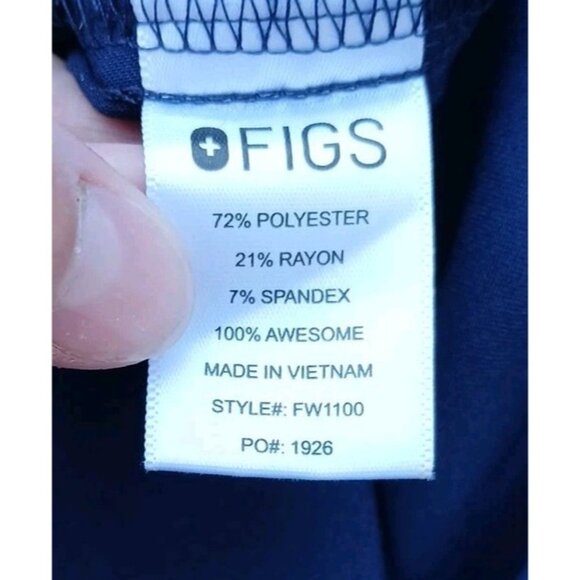 FIGS
72% POLYESTER
21% RAYON
7% SPANDEX
100% AWESOME
MADE IN VIETNAM
STYLE#: FW1100
PO#: 1926